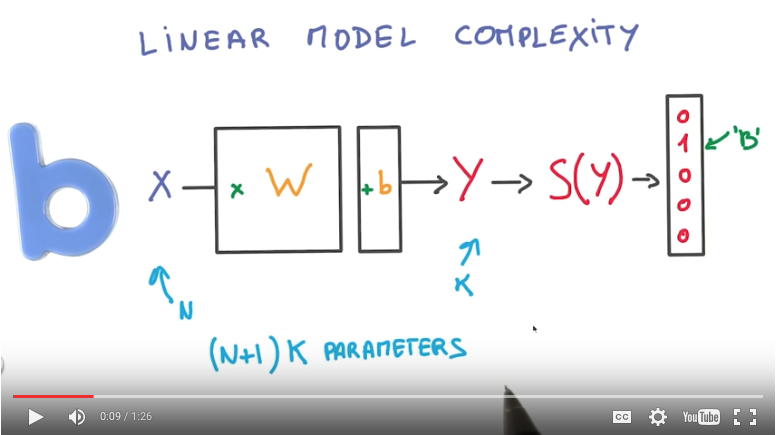 LINEAR MODEL COMPLEXITY
b X × W + b → Y → S(Y) → 0 1 0 0 0 ← 'B'
N
K
(N+1) K PARAMETERS
0:09 / 1:26
CC
YouTube